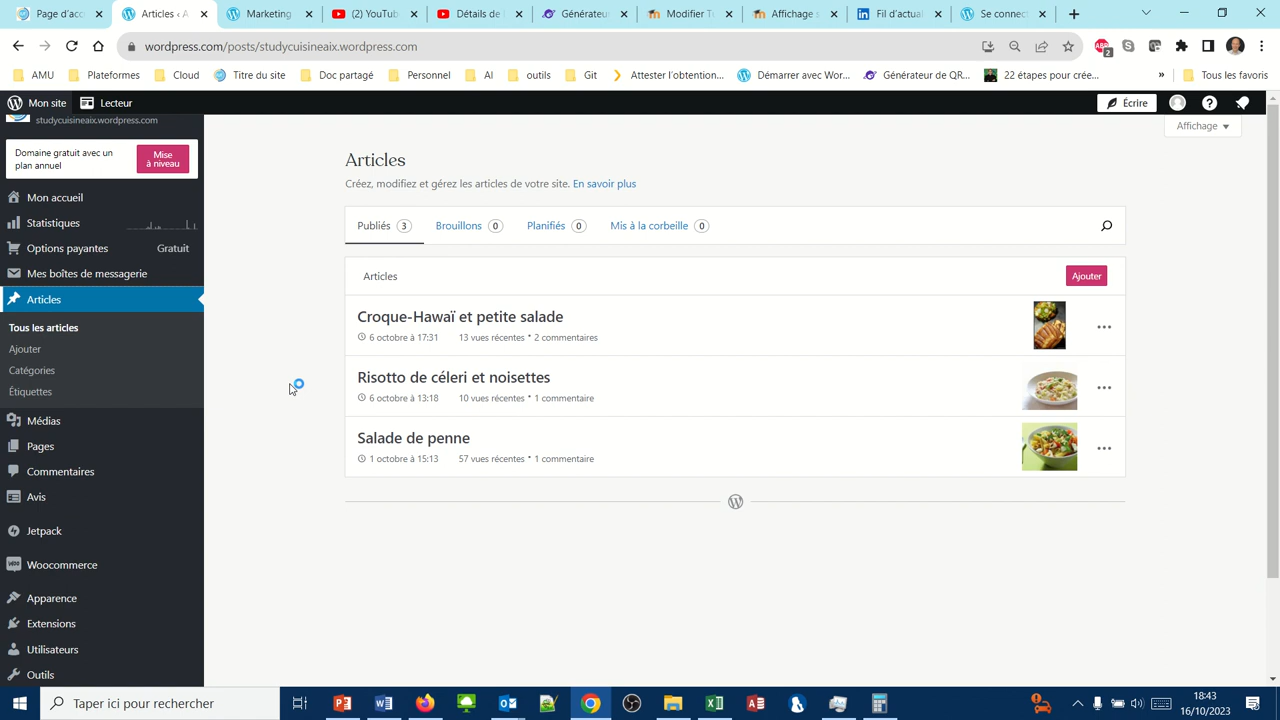 Page d'acc
Mise à l'é
Marketing
(2) YouTub
Détails de l
Brouillon
1-commen
Modifier T
Affichage
Fil d'actual
Se connect
wordpress.com/posts/studycuisineaix.wordpress.com
AMU
Plateformes
Cloud
Titre du site
Doc partagé
Personnel
AI
outils
Git
Attester l'obtention...
Démarrer avec Wor...
Générateur de QR...
22 étapes pour crée...
»
Tous les favoris
Mon site
Lecteur
Écrire
studycuisineaix.wordpress.com
Affichage
Domaine gratuit avec un
plan annuel
Mise
à niveau
Mon accueil
Statistiques
Options payantes
Gratuit
Mes boîtes de messagerie
Articles
Tous les articles
Ajouter
Catégories
Étiquettes
Médias
Pages
Commentaires
Avis
Jetpack
Woocommerce
Apparence
Extensions
Utilisateurs
Outils
Articles
Créez, modifiez et gérez les articles de votre site. En savoir plus
Publiés 3
Brouillons 0
Planifiés 0
Mis à la corbeille 0
Articles
Ajouter
Croque-Hawaï et petite salade
6 octobre à 17:31 13 vues récentes • 2 commentaires
Risotto de céleri et noisettes
6 octobre à 13:18 10 vues récentes • 1 commentaire
Salade de penne
1 octobre à 15:13 57 vues récentes • 1 commentaire
Taper ici pour rechercher
18:43
16/10/2023